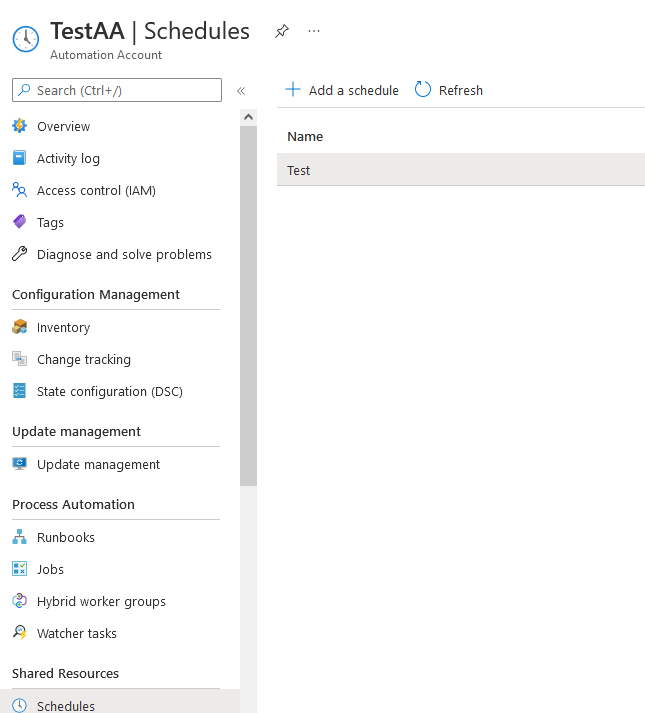 TestAA | Schedules
Automation Account
Search (Ctrl+/)
Overview
Activity log
Access control (IAM)
Tags
Diagnose and solve problems
Configuration Management
Inventory
Change tracking
State configuration (DSC)
Update management
Update management
Process Automation
Runbooks
Jobs
Hybrid worker groups
Watcher tasks
Shared Resources
Schedules
Add a schedule
Refresh
Name
Test